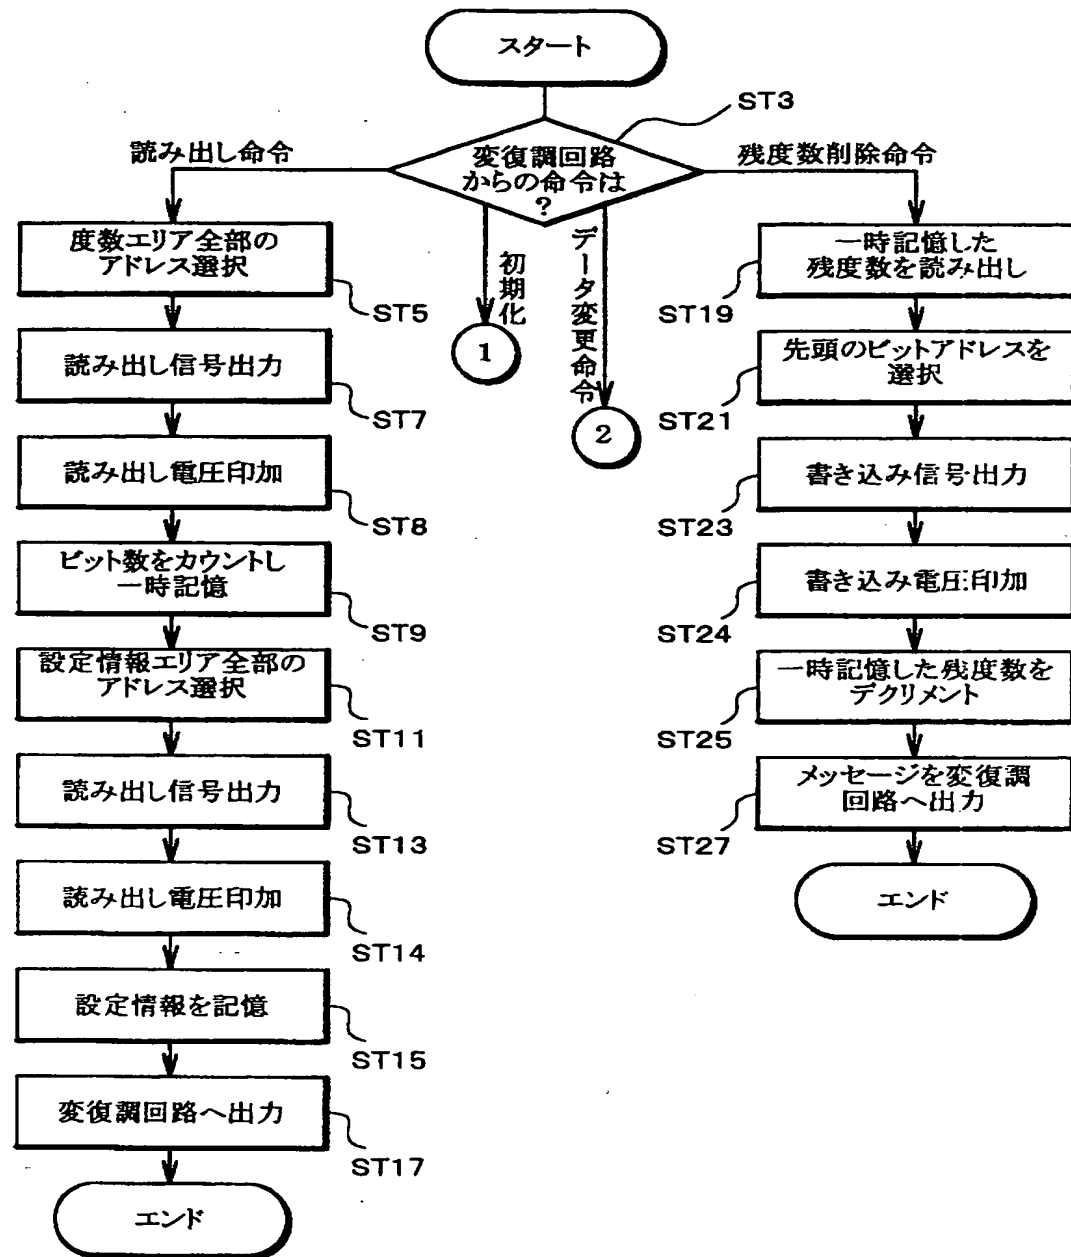 スタート
ST3
変復調回路
からの命令は
?
読み出し命令
残度数削除命令
初期化
データ変更命令
1
2
度数エリア全部の
アドレス選択
ST5
読み出し信号出力
ST7
読み出し電圧印加
ST8
ビット数をカウントし
一時記憶
ST9
設定情報エリア全部の
アドレス選択
ST11
読み出し信号出力
ST13
読み出し電圧印加
ST14
設定情報を記憶
ST15
変復調回路へ出力
ST17
エンド
一時記憶した
残度数を読み出し
ST19
先頭のビットアドレスを
選択
ST21
書き込み信号出力
ST23
書き込み電圧印加
ST24
一時記憶した残度数を
デクリメント
ST25
メッセージを変復調
回路へ出力
ST27
エンド